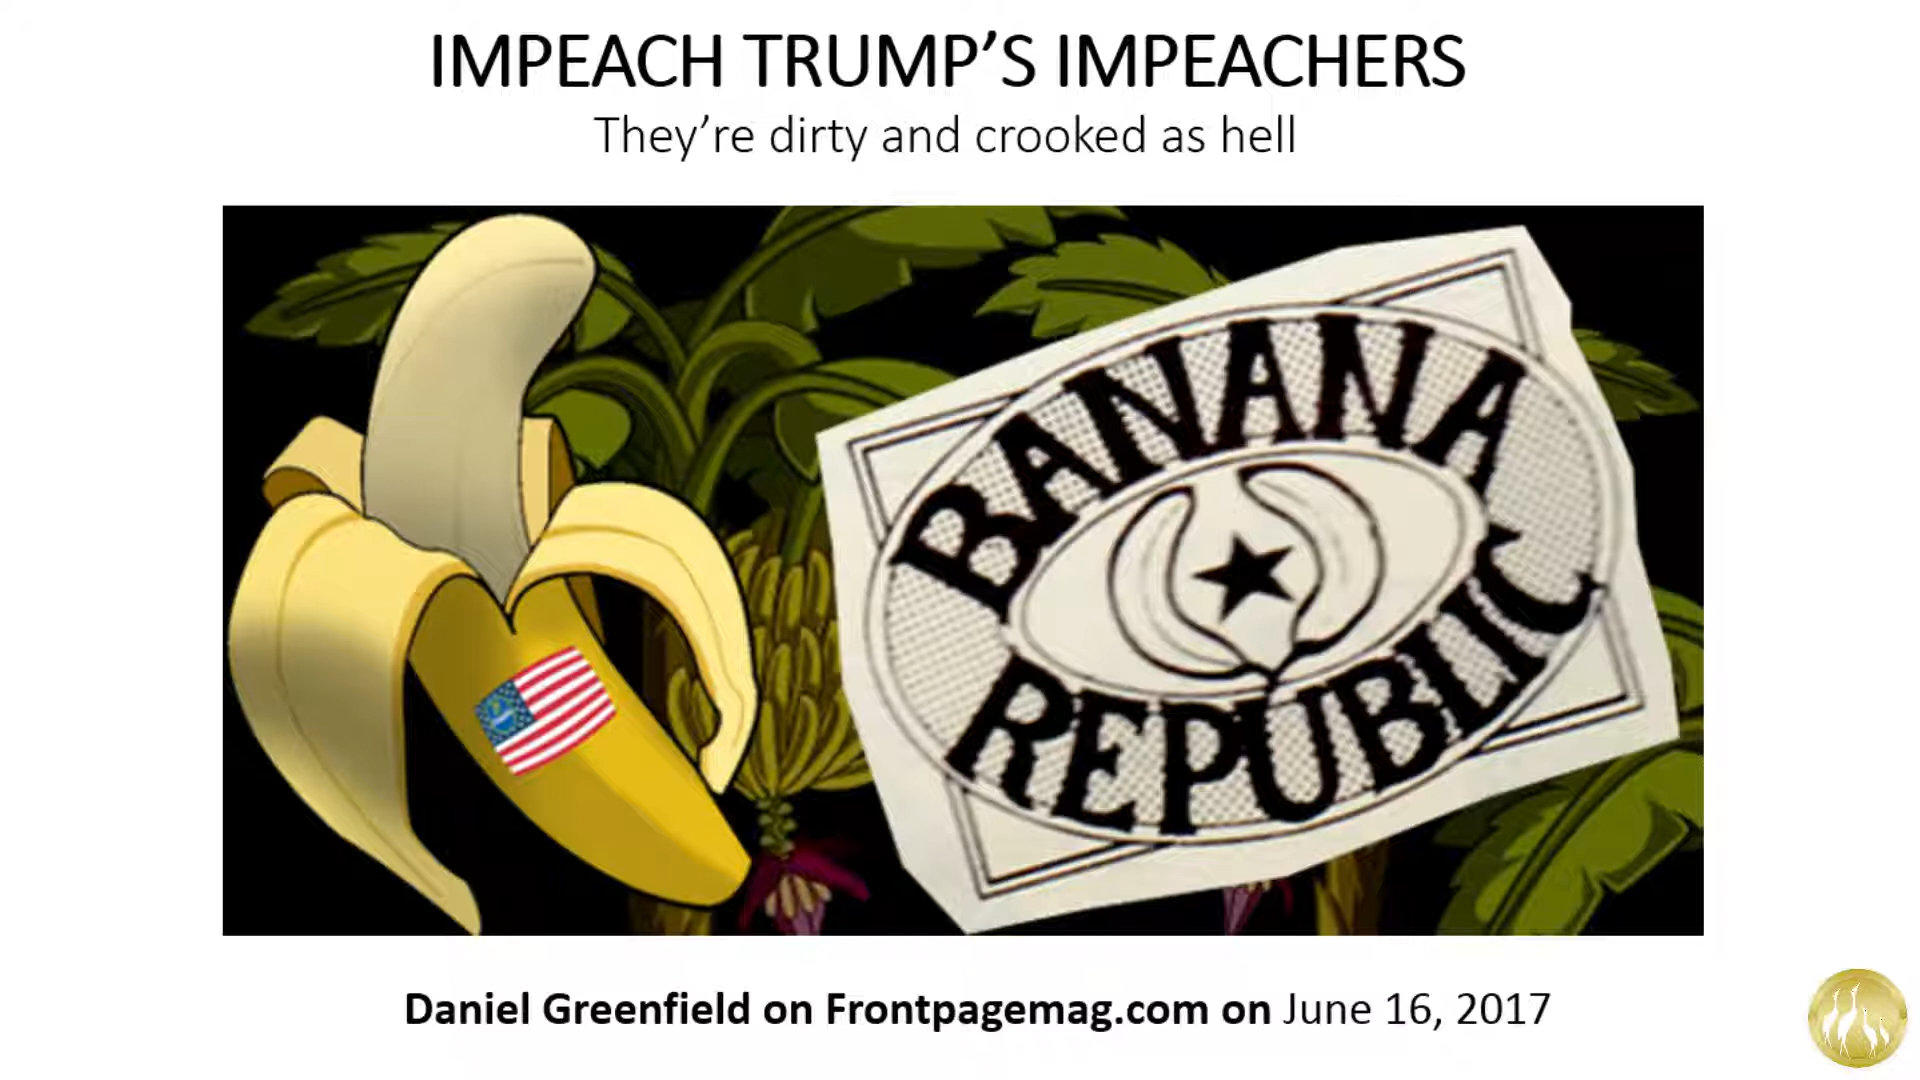 IMPEACH TRUMP’S IMPEACHERS
They’re dirty and crooked as hell
BANANA
REPUBLIC
Daniel Greenfield on Frontpagemag.com on June 16, 2017